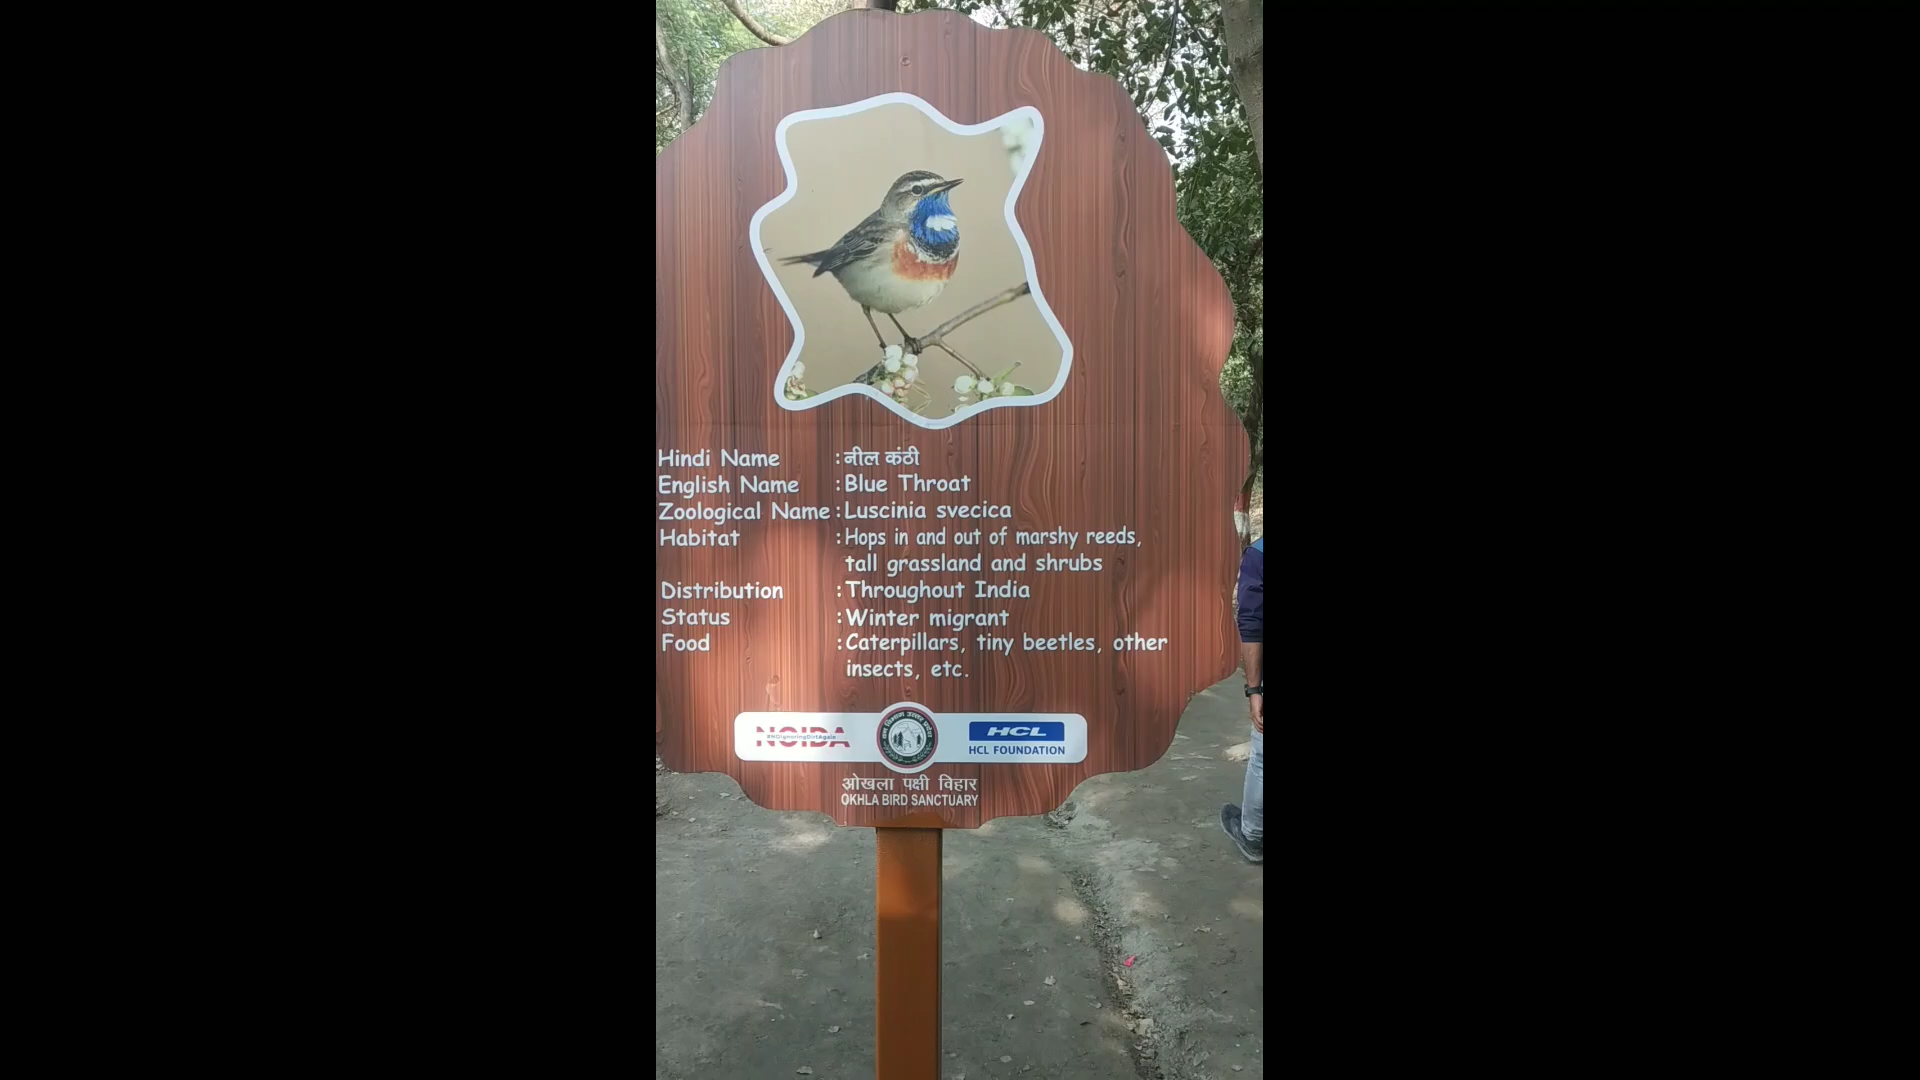 Hindi Name : नील कंठी
English Name : Blue Throat
Zoological Name : Luscinia svecica
Habitat : Hops in and out of marshy reeds,
tall grassland and shrubs
Distribution : Throughout India
Status : Winter migrant
Food : Caterpillars, tiny beetles, other
insects, etc.
NOIDA
HCL
HCL FOUNDATION
ओखला पक्षी विहार
OKHLA BIRD SANCTUARY